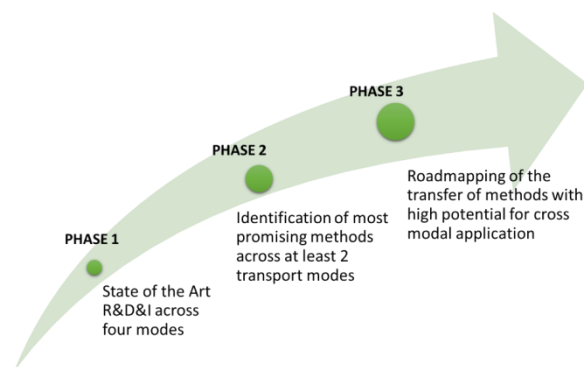 PHASE 1
State of the Art
R&D&I across
four modes
PHASE 2
Identification of most
promising methods
across at least 2
transport modes
PHASE 3
Roadmapping of the
transfer of methods with
high potential for cross
modal application